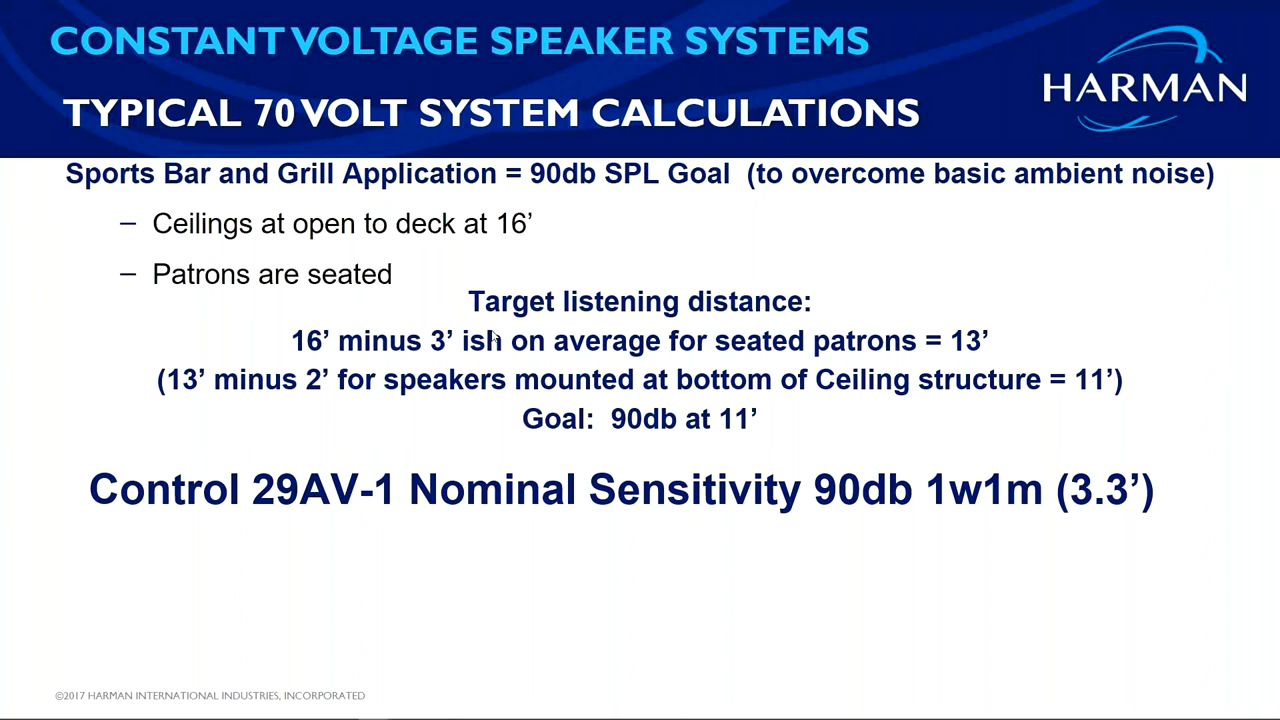 CONSTANT VOLTAGE SPEAKER SYSTEMS
HARMAN
TYPICAL 70 VOLT SYSTEM CALCULATIONS
Sports Bar and Grill Application = 90db SPL Goal  (to overcome basic ambient noise)
– Ceilings at open to deck at 16’
– Patrons are seated
Target listening distance:
16’ minus 3’ ish on average for seated patrons = 13’
(13’ minus 2’ for speakers mounted at bottom of Ceiling structure = 11’)
Goal:  90db at 11’
Control 29AV-1 Nominal Sensitivity 90db 1w1m (3.3’)
©2017 HARMAN INTERNATIONAL INDUSTRIES, INCORPORATED